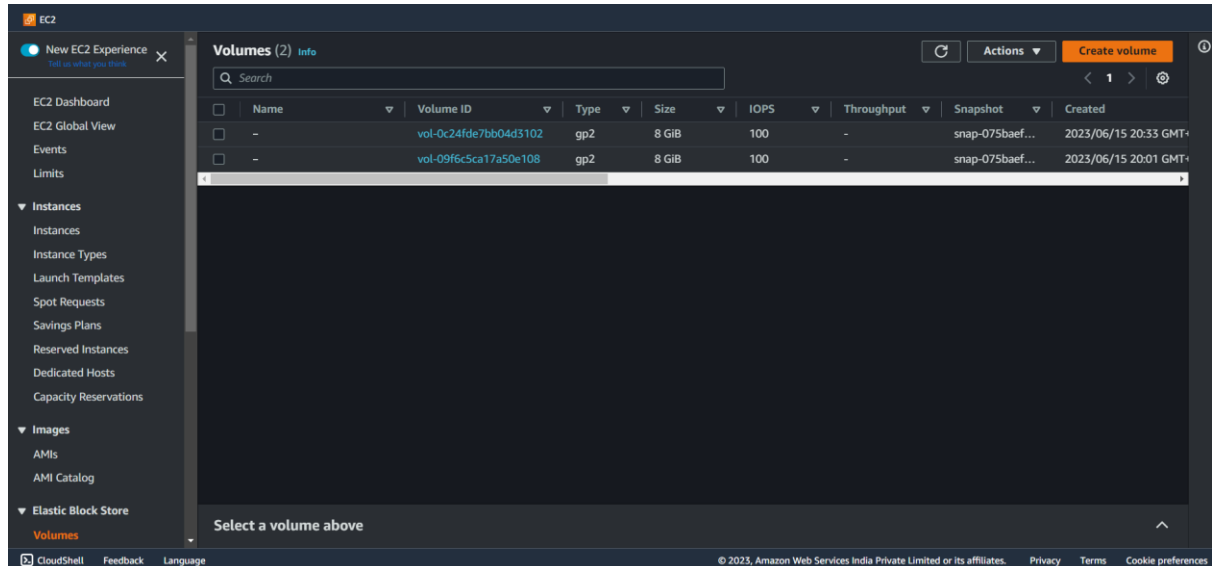 EC2
New EC2 Experience
Tell us what you think
EC2 Dashboard
EC2 Global View
Events
Limits
Instances
Instances
Instance Types
Launch Templates
Spot Requests
Savings Plans
Reserved Instances
Dedicated Hosts
Capacity Reservations
Images
AMIs
AMI Catalog
Elastic Block Store
Volumes
Volumes (2) Info
Actions
Create volume
Search
1
Name Volume ID Type Size IOPS Throughput Snapshot Created
– vol-0c24fde7bb04d3102 gp2 8 GiB 100 - snap-075baef... 2023/06/15 20:33 GMT+
– vol-09f6c5ca17a50e108 gp2 8 GiB 100 - snap-075baef... 2023/06/15 20:01 GMT+
Select a volume above
CloudShell Feedback Language © 2023, Amazon Web Services India Private Limited or its affiliates. Privacy Terms Cookie preferences